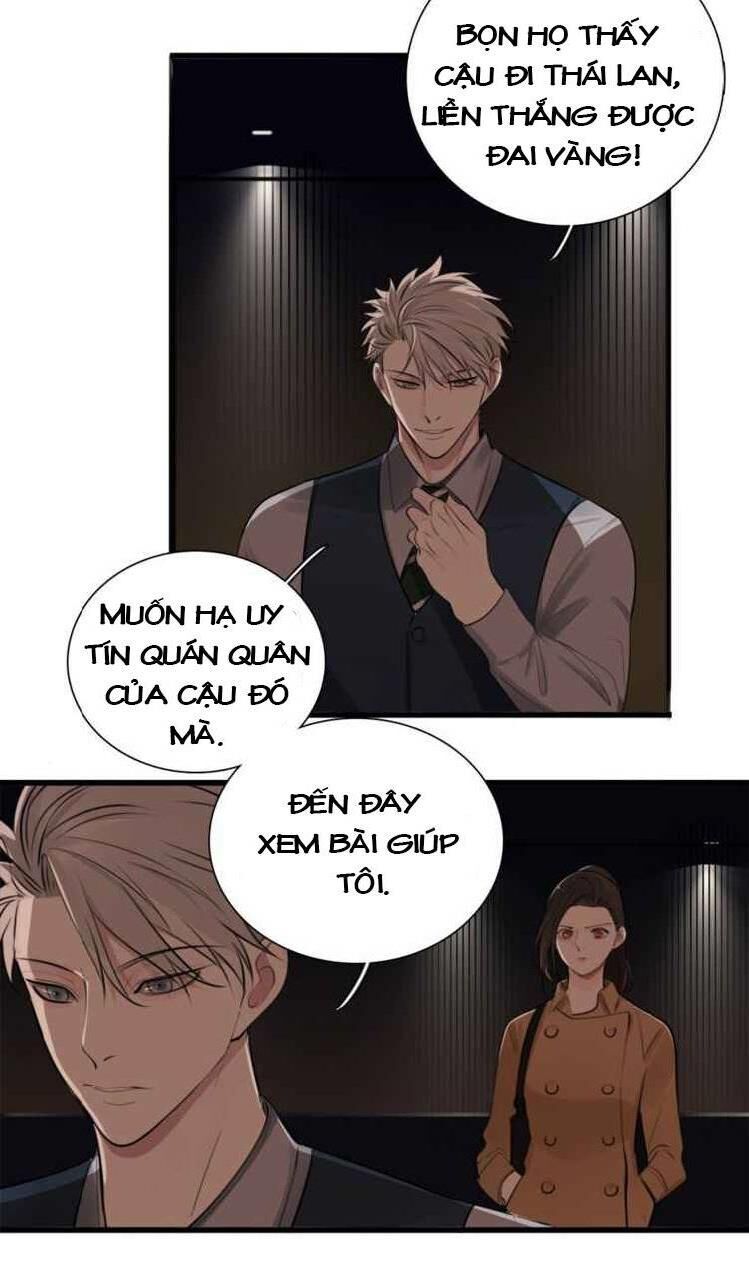 BỌN HỌ THẤY
CẬU ĐI THÁI LAN,
LIỀN THẮNG ĐƯỢC
ĐAI VÀNG!
MUỐN HẠ UY
TÍN QUÁN QUÂN
CỦA CẬU ĐÓ
MÀ.
ĐẾN ĐÂY
XEM BÀI GIÚP
TÔI.